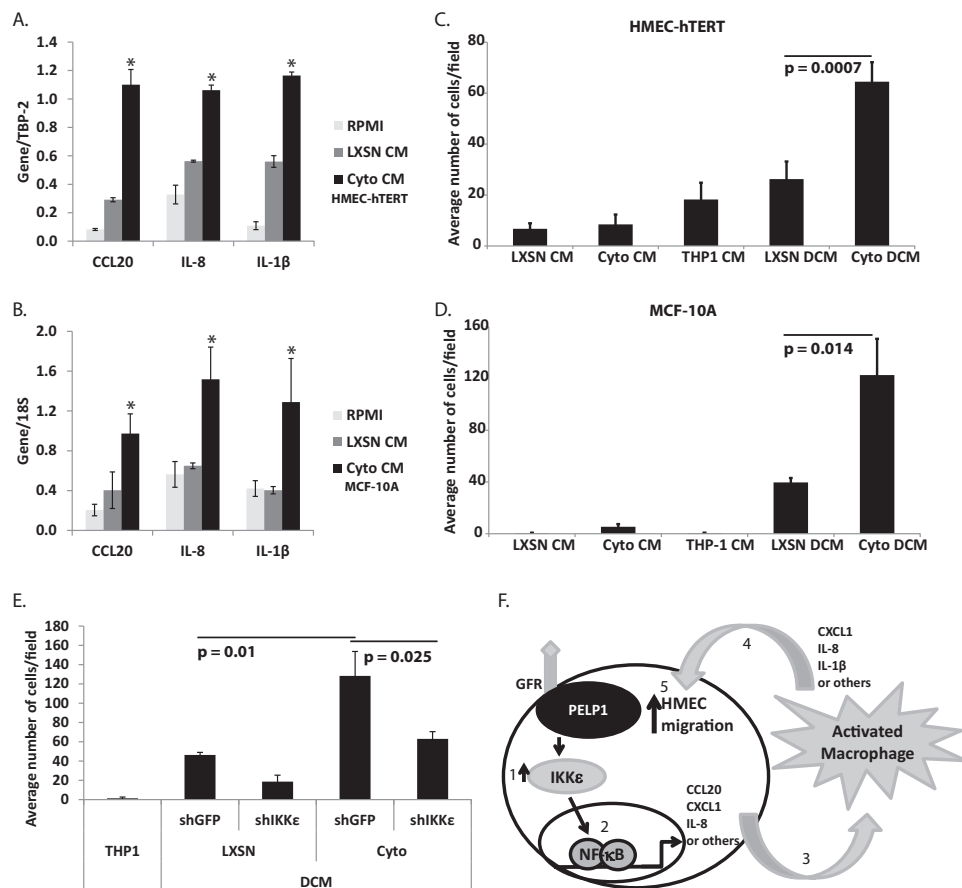 A.
1.4
1.2
1.0
0.8
0.6
0.4
0.2
0.0
Gene/TBP-2
*
*
*
CCL20
IL-8
IL-1β
RPMI
LXSN CM
Cyto CM
HMEC-hTERT
B.
2.0
1.6
1.2
0.8
0.4
0.0
Gene/18S
*
*
*
CCL20
IL-8
IL-1β
RPMI
LXSN CM
Cyto CM
MCF-10A
C.
HMEC-hTERT
80
60
40
20
0
Average number of cells/field
p = 0.0007
LXSN CM
Cyto CM
THP1 CM
LXSN DCM
Cyto DCM
D.
MCF-10A
160
120
80
40
0
Average number of cells/field
p = 0.014
LXSN CM
Cyto CM
THP-1 CM
LXSN DCM
Cyto DCM
E.
180
160
140
120
100
80
60
40
20
0
Average number of cells/field
p = 0.01
p = 0.025
shGFP
shIKKε
shGFP
shIKKε
THP1
LXSN
Cyto
DCM
F.
GFR
PELP1
5
HMEC
migration
4
CXCL1
IL-8
IL-1β
or others
Activated
Macrophage
1
IKKε
2
NF-κB
CCL20
CXCL1
IL-8
or others
3